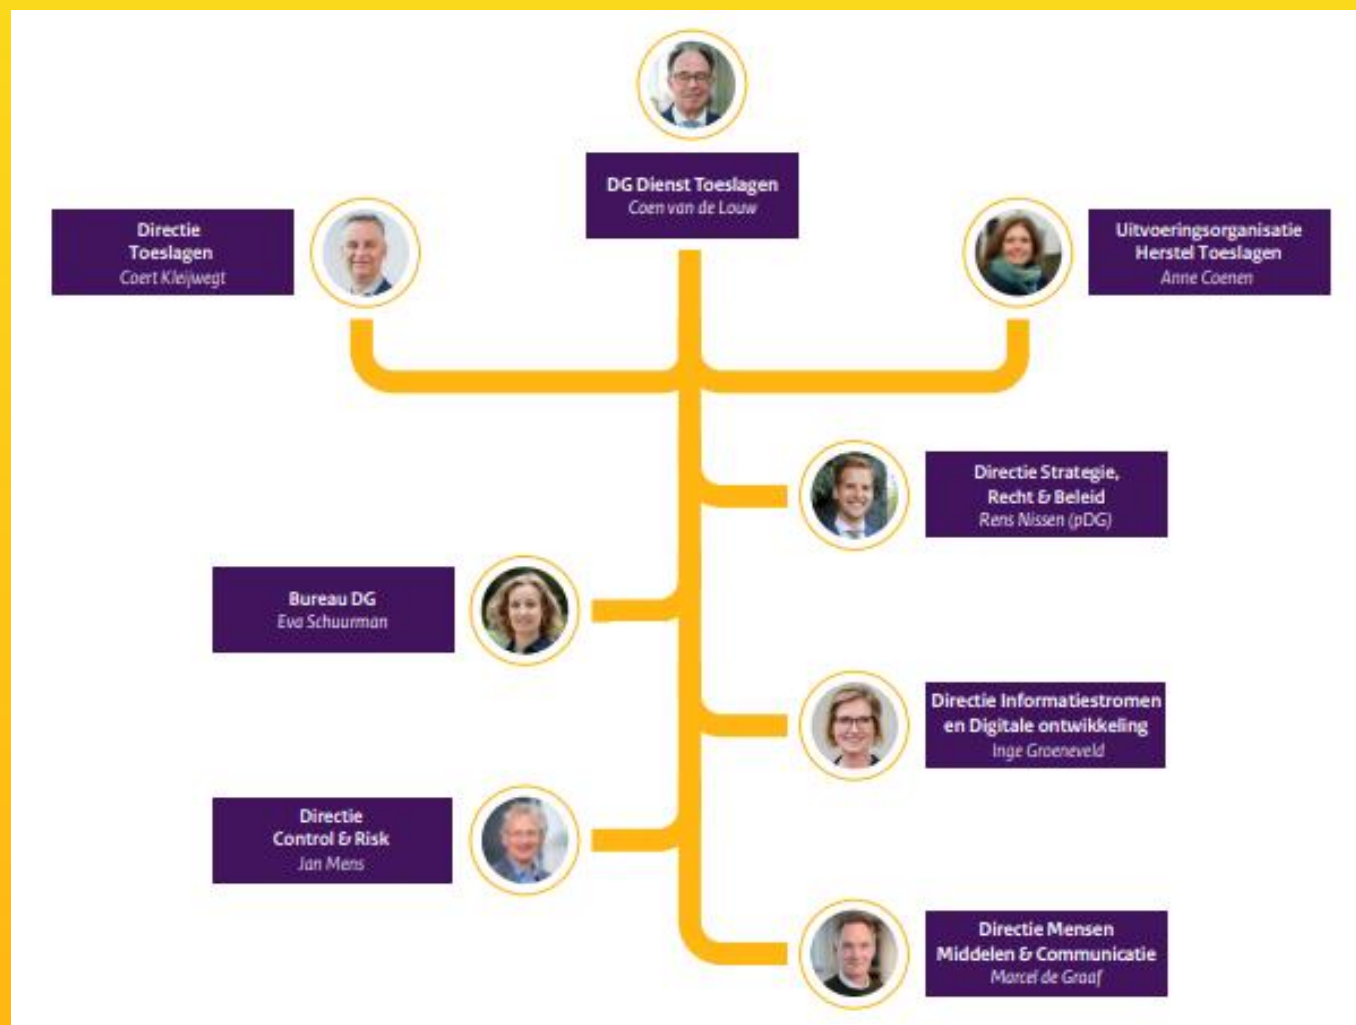 DG Dienst Toeslagen
Coen van de Louw
Directie
Toeslagen
Coert Kleijwegt
Uitvoeringsorganisatie
Herstel Toeslagen
Anne Coenen
Directie Strategie,
Recht & Beleid
Rens Nissen (pDG)
Bureau DG
Eva Schuurman
Directie Informatiestromen
en Digitale ontwikkeling
Inge Groeneveld
Directie
Control & Risk
Jan Mens
Directie Mensen
Middelen & Communicatie
Marcel de Graaf